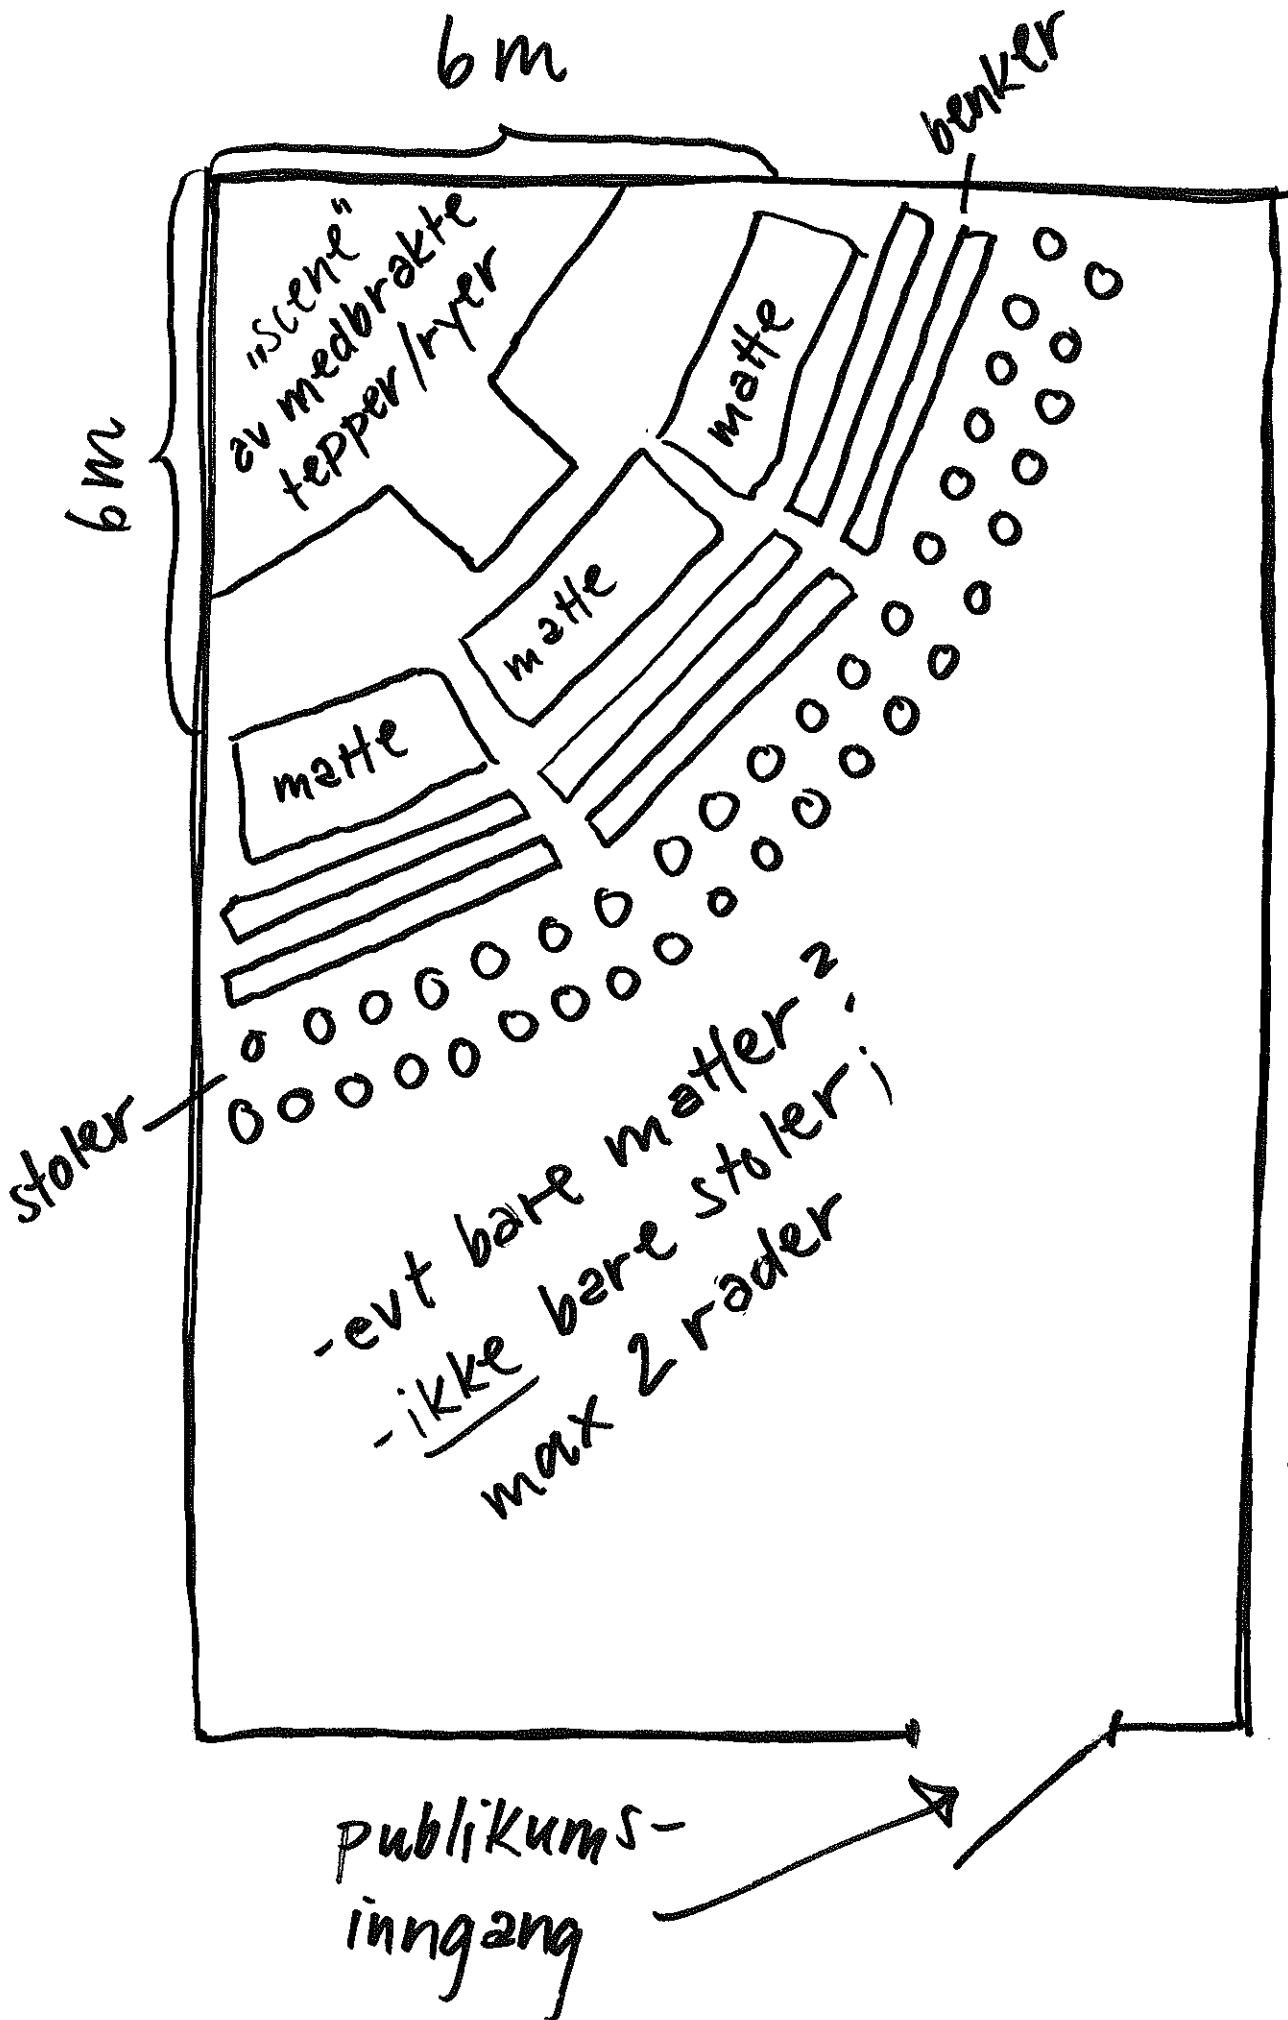 6 m
benker
6 m
"scene"
av medbrakte
tepper/ryer
matte
matte
matte
stoler
-evt bare matter?
-ikke bare stoler;
max 2 rader
publikums-
inngang